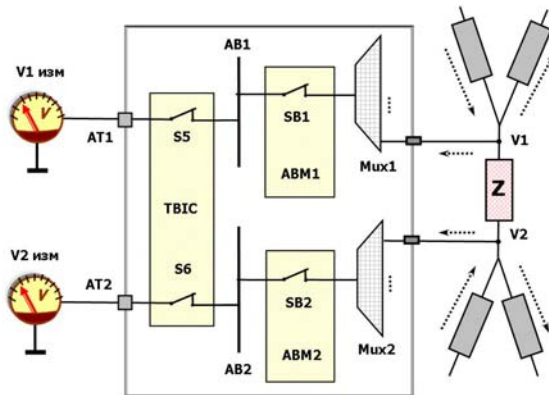 AB1
V1 изм
V
AT1
S5
SB1
ABM1
Mux1
V1
TBIC
Z
V2 изм
V
AT2
S6
SB2
ABM2
Mux2
V2
AB2